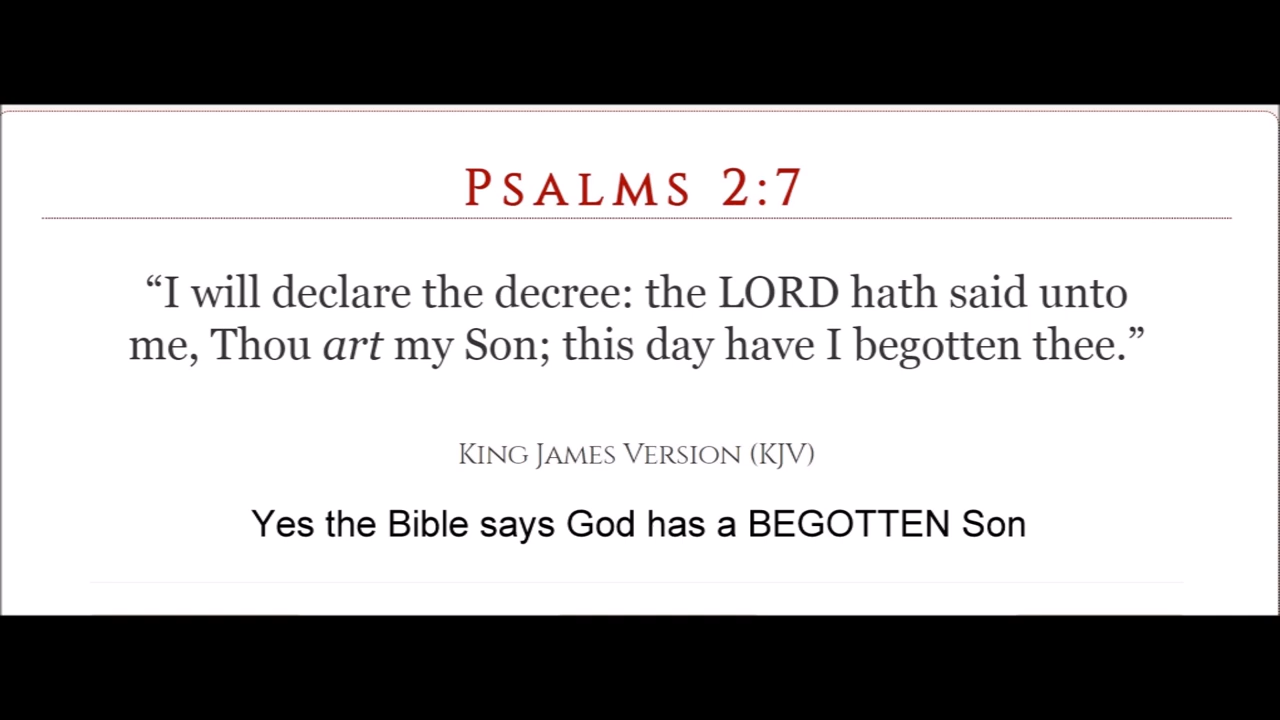 PSALMS 2:7
“I will declare the decree: the LORD hath said unto
me, Thou art my Son; this day have I begotten thee.”
KING JAMES VERSION (KJV)
Yes the Bible says God has a BEGOTTEN Son